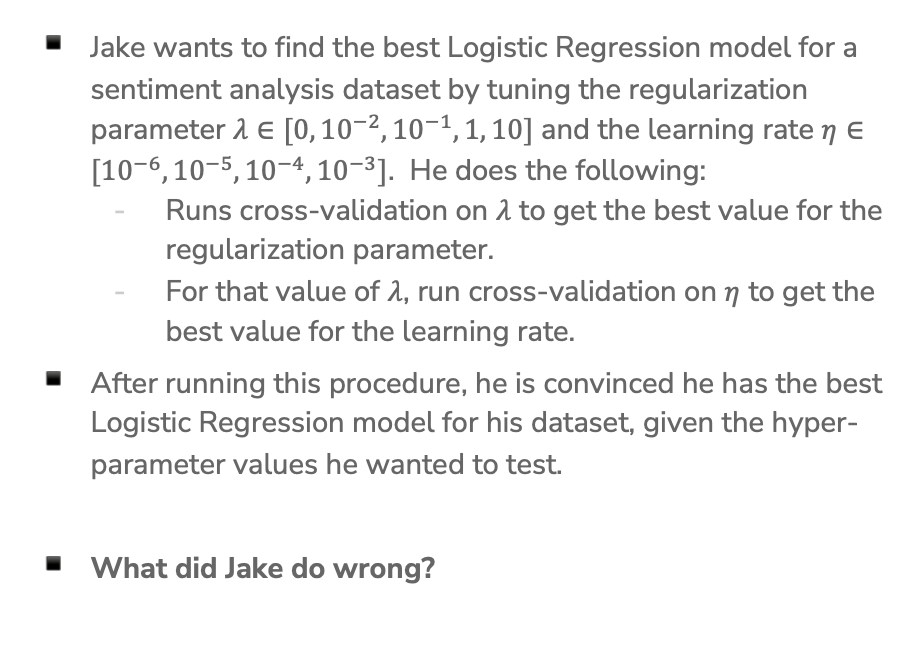 ▪ Jake wants to find the best Logistic Regression model for a
sentiment analysis dataset by tuning the regularization
parameter 𝜆 ∈ [0, 10⁻², 10⁻¹, 1, 10] and the learning rate 𝜂 ∈
[10⁻⁶, 10⁻⁵, 10⁻⁴, 10⁻³]. He does the following:
- Runs cross-validation on 𝜆 to get the best value for the
regularization parameter.
- For that value of 𝜆, run cross-validation on 𝜂 to get the
best value for the learning rate.
▪ After running this procedure, he is convinced he has the best
Logistic Regression model for his dataset, given the hyper-
parameter values he wanted to test.
▪ What did Jake do wrong?